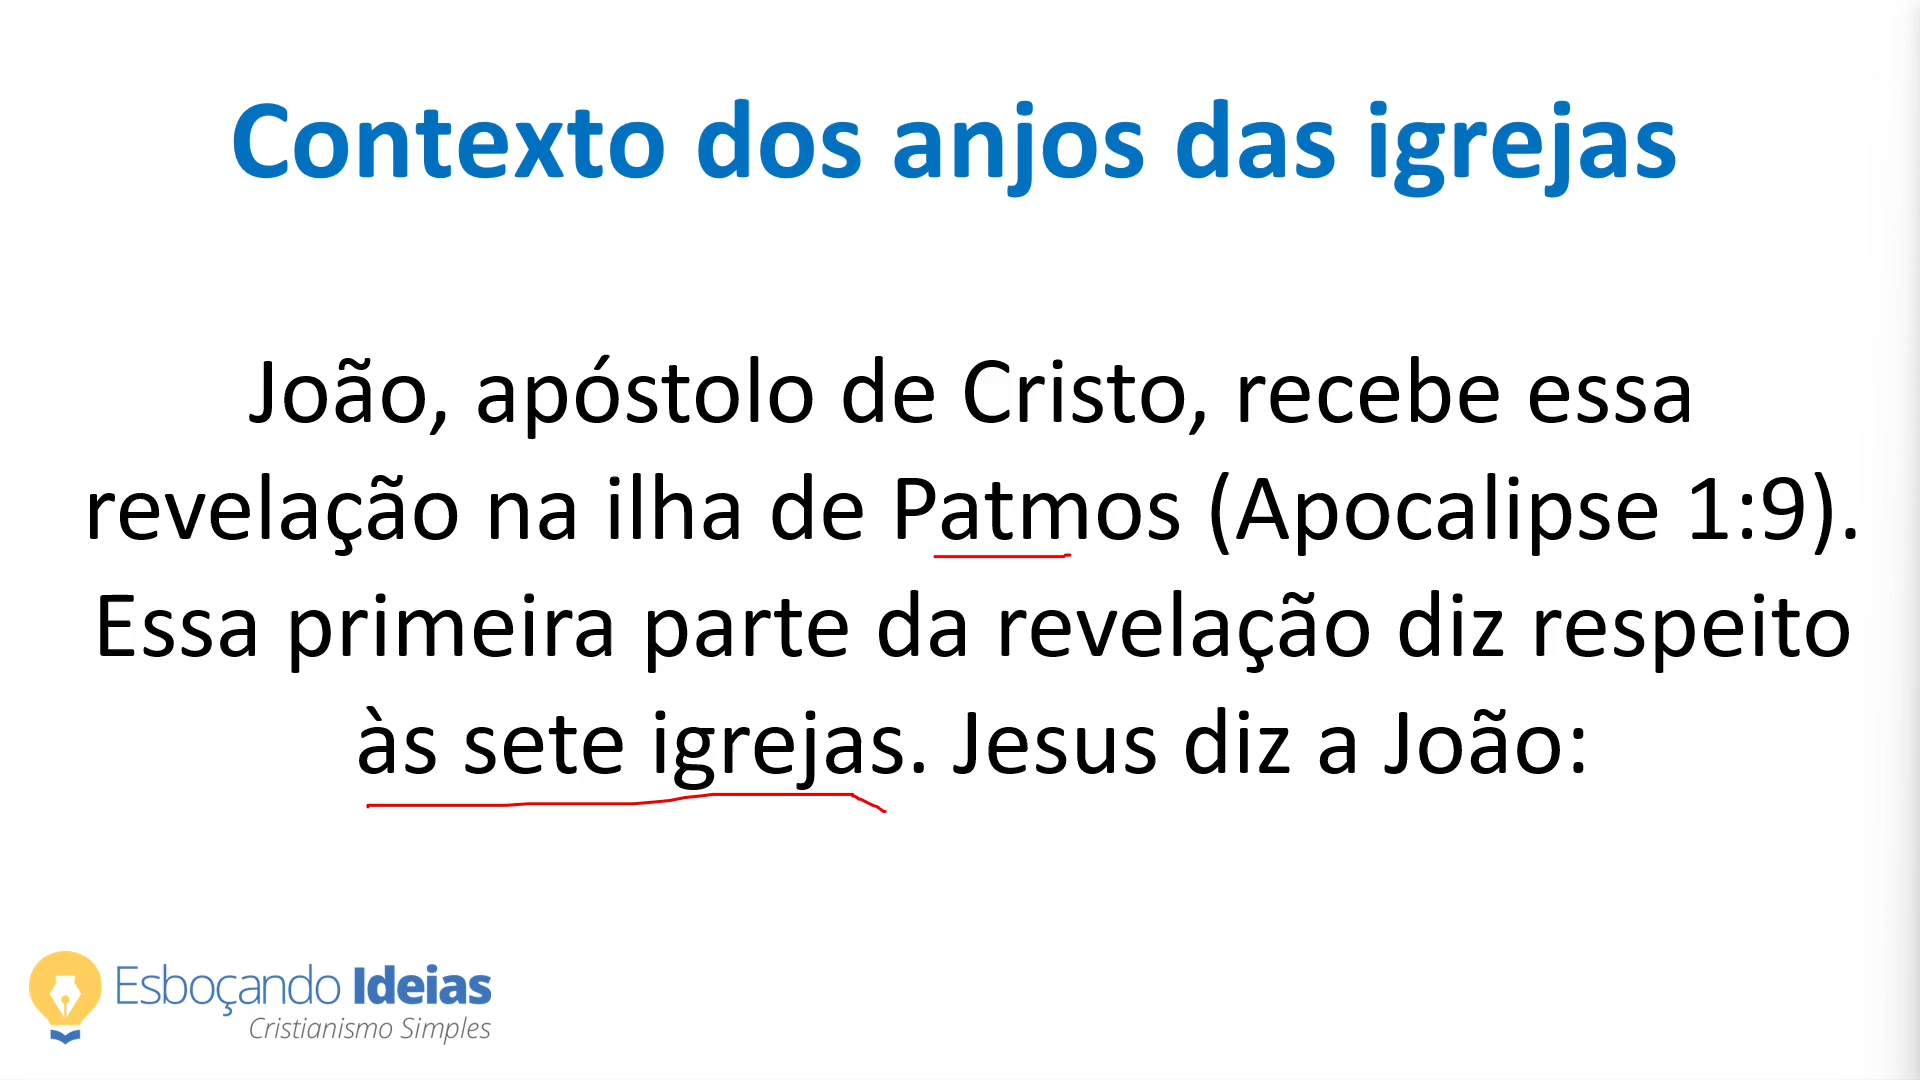 Contexto dos anjos das igrejas
João, apóstolo de Cristo, recebe essa
revelação na ilha de Patmos (Apocalipse 1:9).
Essa primeira parte da revelação diz respeito
às sete igrejas. Jesus diz a João:
Esboçando Ideias
Cristianismo Simples